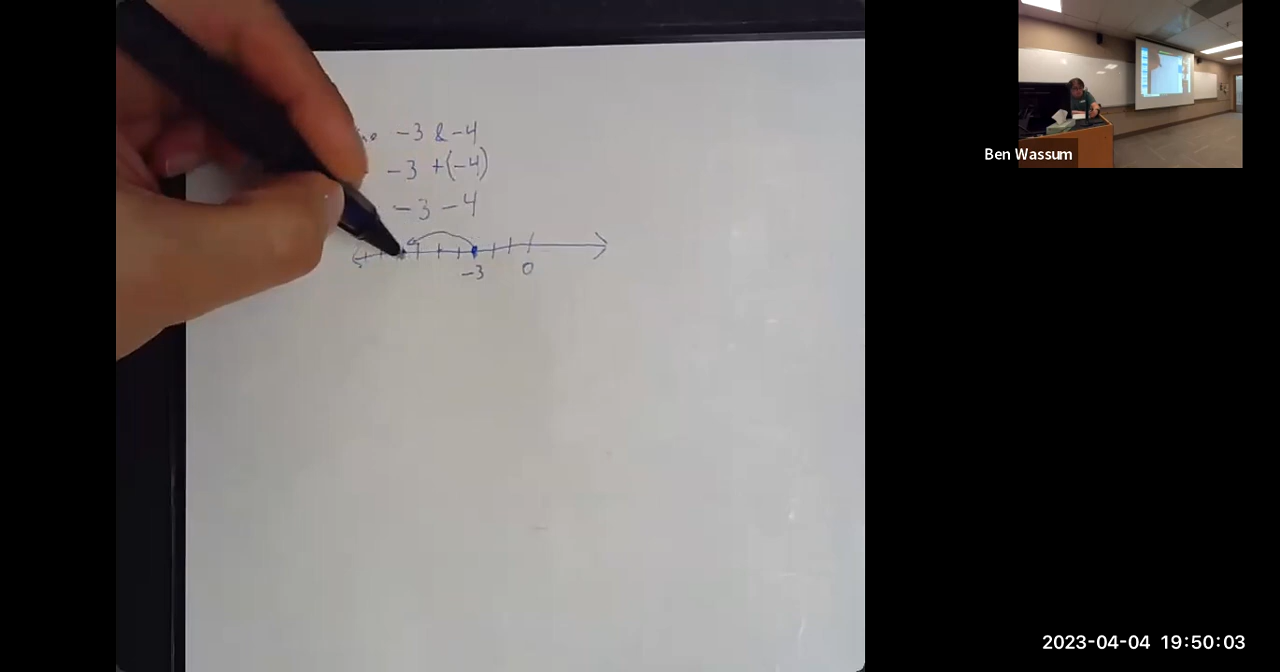 -3 & -4
-3 +(-4)
-3 -4
-3 0
Ben Wassum
2023-04-04 19:50:03